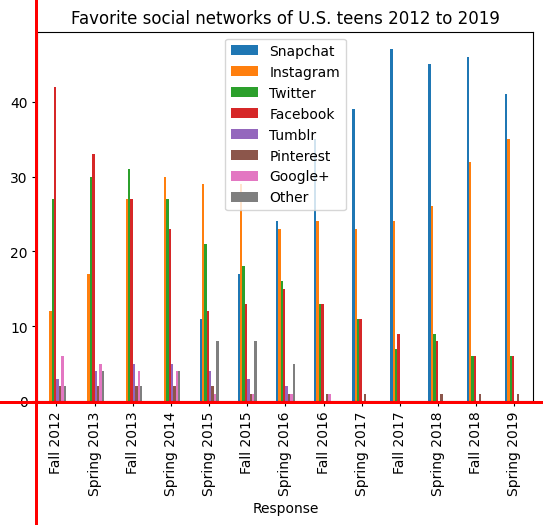 Favorite social networks of U.S. teens 2012 to 2019
Snapchat
Instagram
Twitter
Facebook
Tumblr
Pinterest
Google+
Other
40
30
20
10
0
Fall 2012
Spring 2013
Fall 2013
Spring 2014
Spring 2015
Fall 2015
Spring 2016
Fall 2016
Spring 2017
Fall 2017
Spring 2018
Fall 2018
Spring 2019
Response